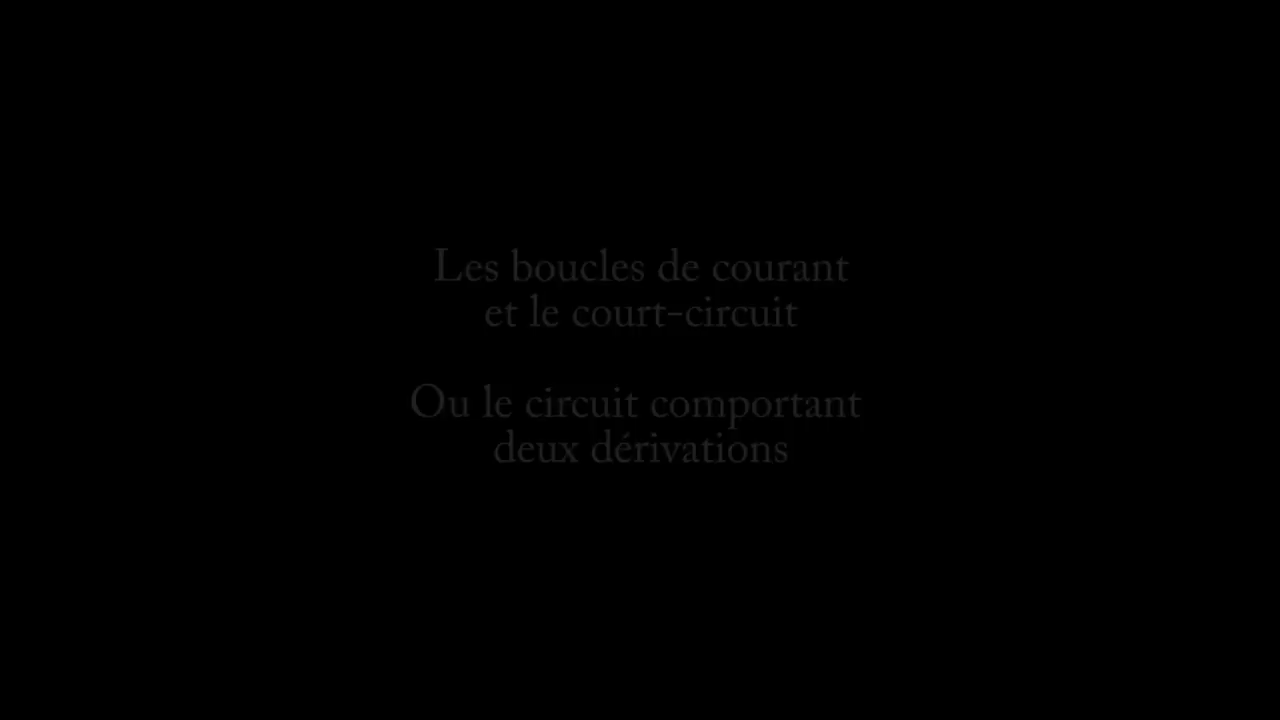 Les boucles de courant
et le court-circuit
Ou le circuit comportant
deux dérivations